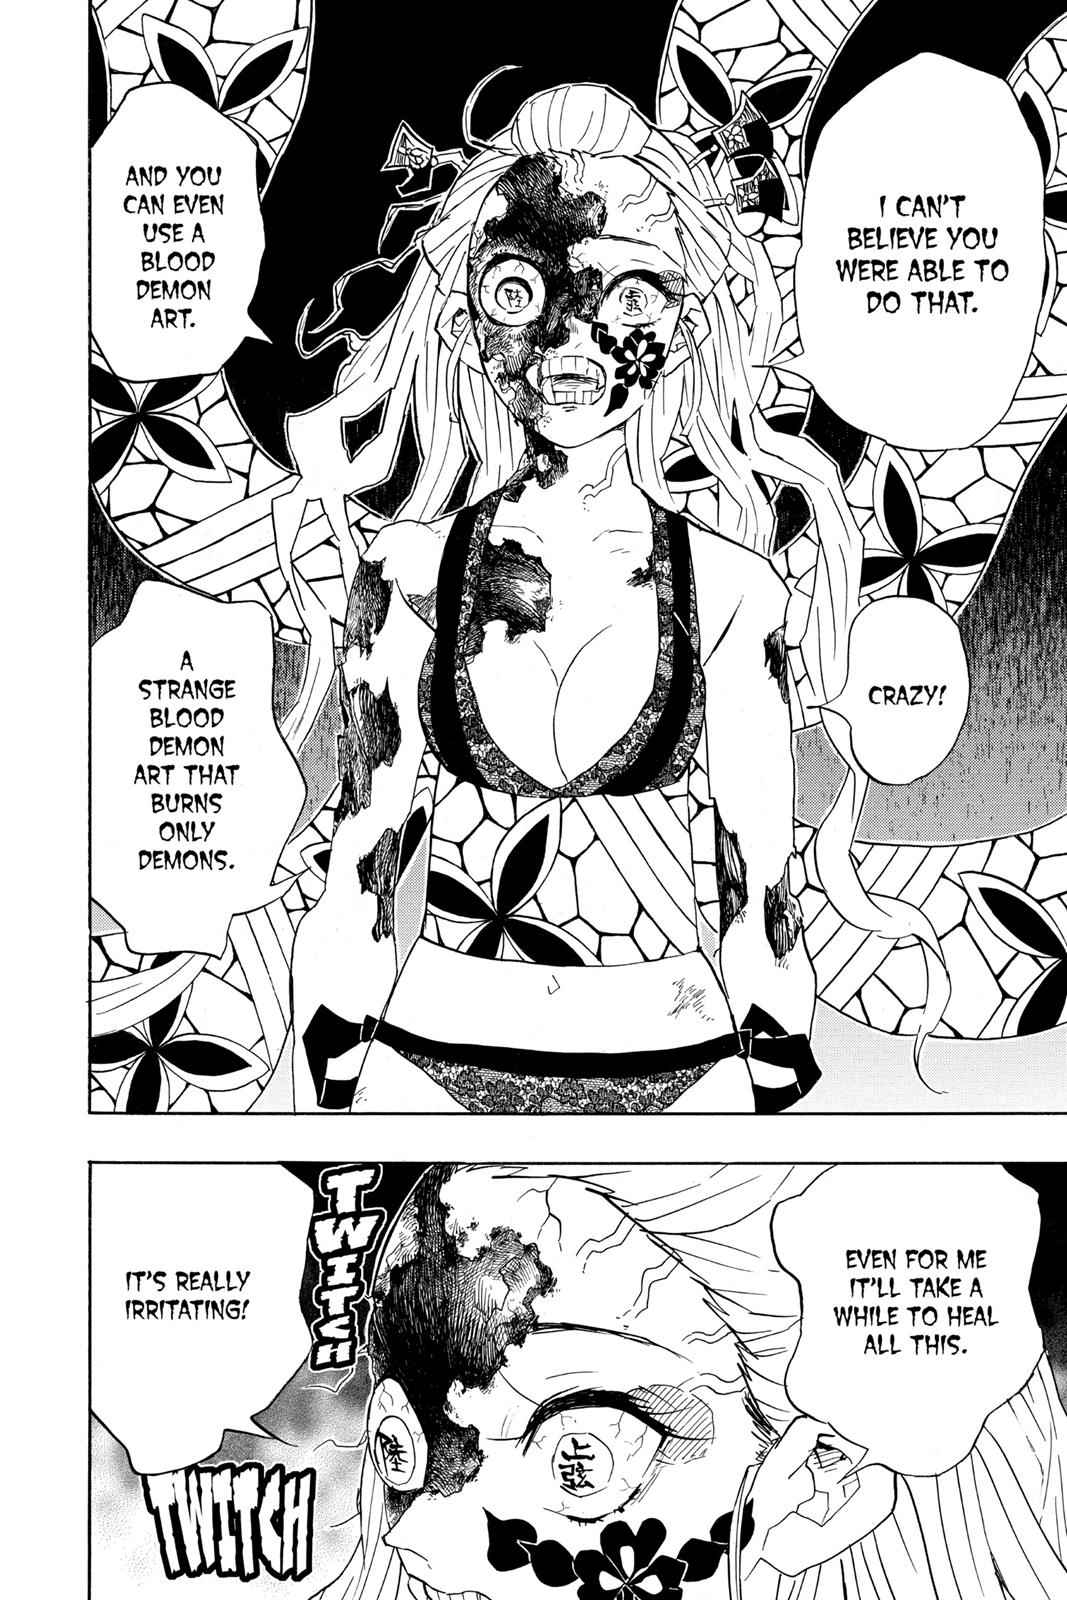 I CAN'T
BELIEVE YOU
WERE ABLE TO
DO THAT.
AND YOU
CAN EVEN
USE A
BLOOD
DEMON
ART.
CRAZY!
A
STRANGE
BLOOD
DEMON
ART THAT
BURNS
ONLY
DEMONS.
陸
上弦
EVEN FOR ME
IT'LL TAKE A
WHILE TO HEAL
ALL THIS.
TWITCH
IT'S REALLY
IRRITATING!
上弦
陸
TWITCH